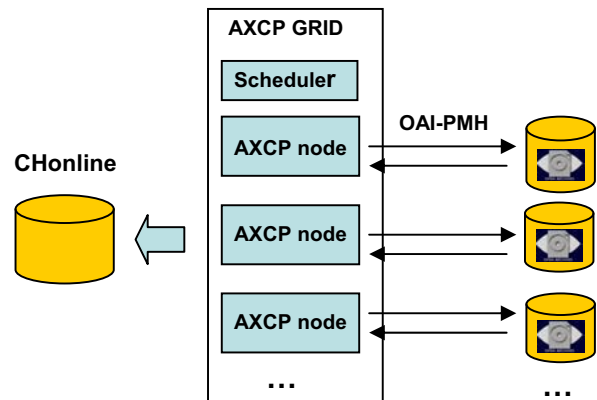 AXCP GRID
Scheduler
OAI-PMH
AXCP node
CHonline
AXCP node
AXCP node
...
...